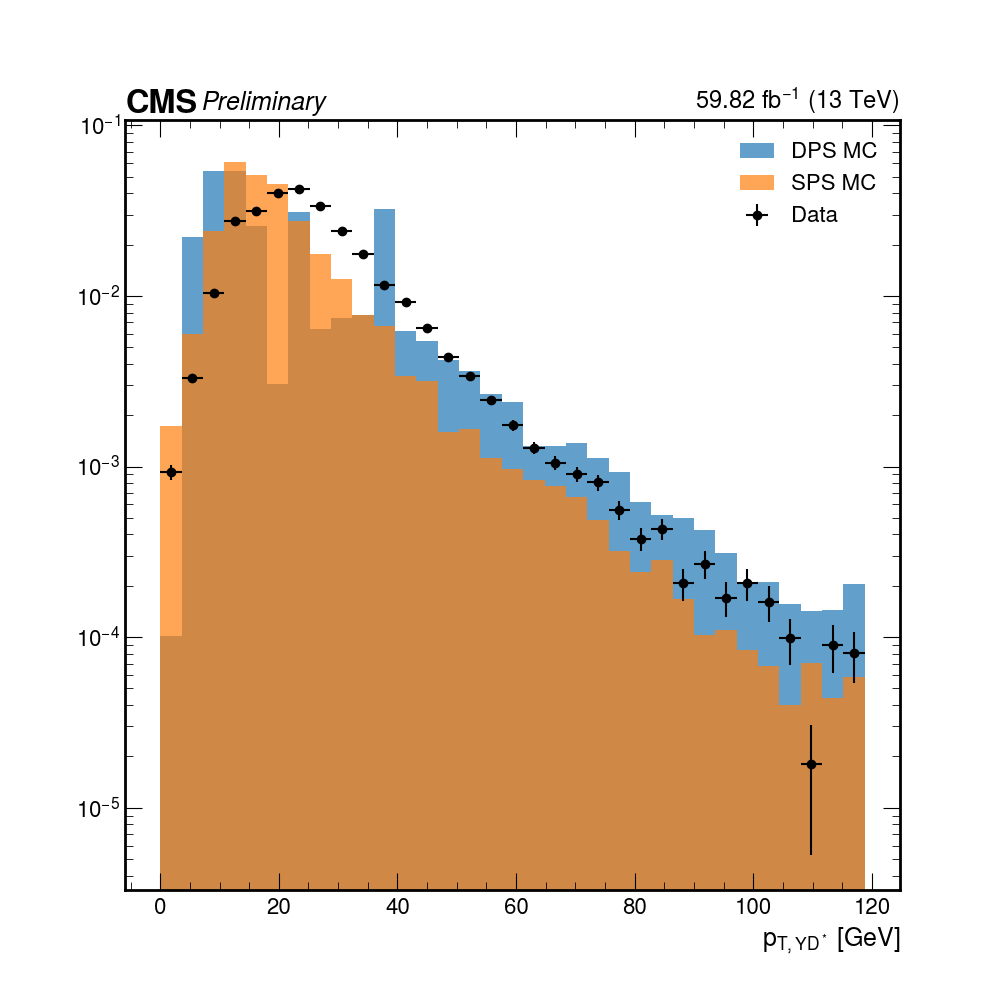 CMS Preliminary 59.82 fb⁻¹ (13 TeV)
10⁻¹
DPS MC
SPS MC
Data
10⁻²
10⁻³
10⁻⁴
10⁻⁵
0 20 40 60 80 100 120
p_{T, YD*} [GeV]